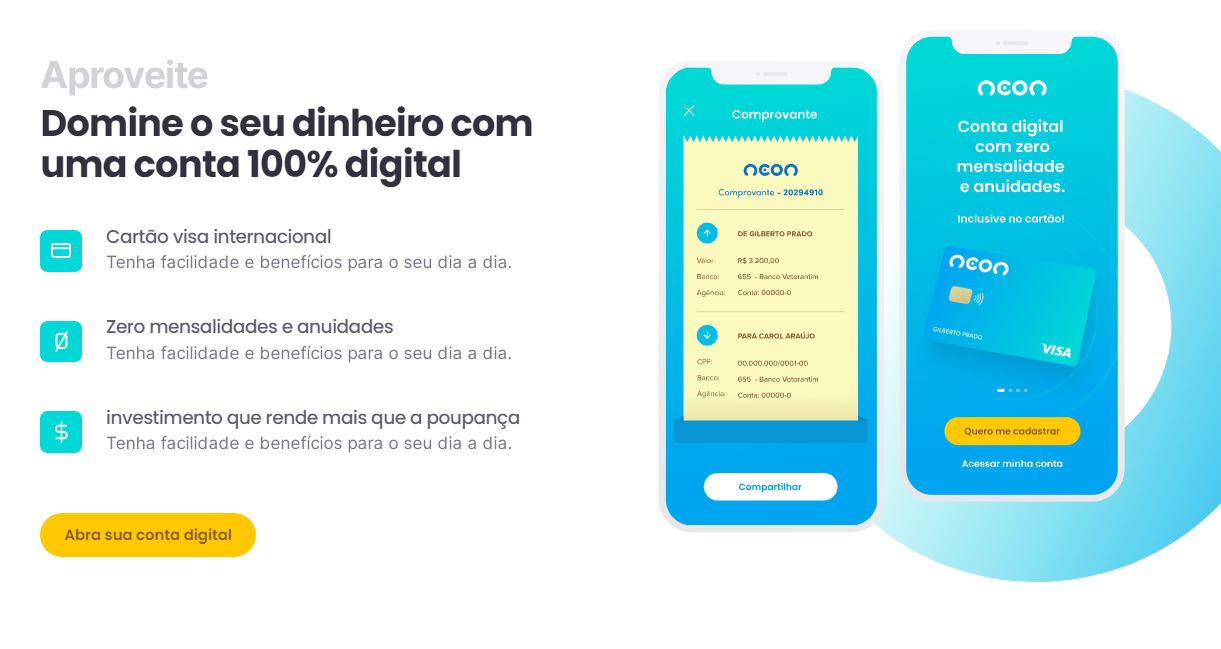 Aproveite
Domine o seu dinheiro com
uma conta 100% digital
Cartão visa internacional
Tenha facilidade e benefícios para o seu dia a dia.
Zero mensalidades e anuidades
Tenha facilidade e benefícios para o seu dia a dia.
investimento que rende mais que a poupança
Tenha facilidade e benefícios para o seu dia a dia.
Abra sua conta digital
Comprovante
neon
Comprovante - 20294910
DE GILBERTO PRADO
Valor R$ 3.200,00
Banco: 655 - Banco Votorantim
Agência: Conta: 00000-0
PARA CAROL ARAÚJO
CPF: 00.000.000/0001-00
Banco: 655 - Banco Votorantim
Agência: Conta: 00000-0
Compartilhar
neon
Conta digital
com zero
mensalidade
e anuidades.
Inclusive no cartão!
neon
GILBERTO PRADO
VISA
Quero me cadastrar
Acessar minha conta